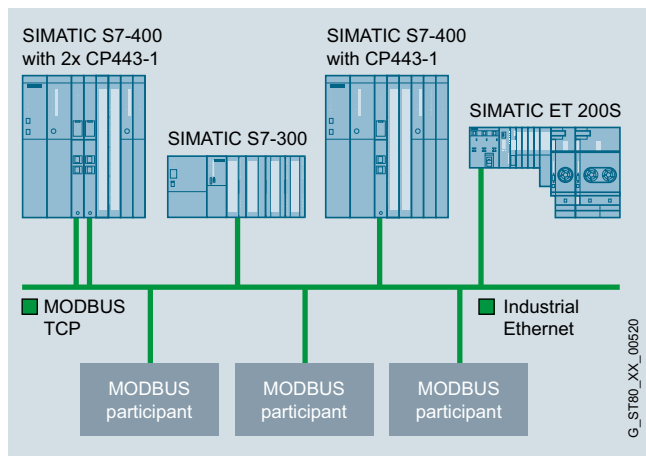 SIMATIC S7-400
with 2x CP443-1
SIMATIC S7-300
SIMATIC S7-400
with CP443-1
SIMATIC ET 200S
MODBUS
TCP
Industrial
Ethernet
MODBUS
participant
MODBUS
participant
MODBUS
participant
G_ST80_XX_00520